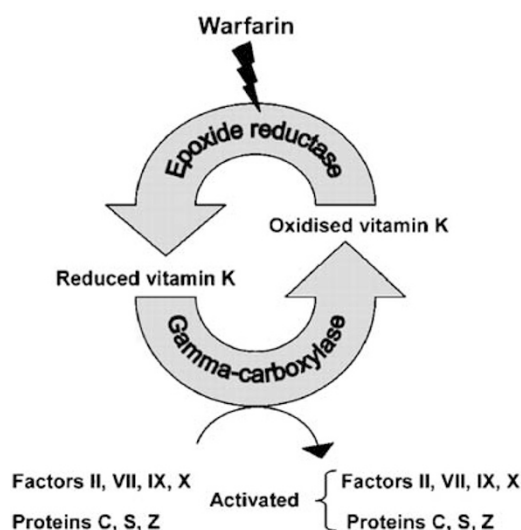 Warfarin
Epoxide reductase
Oxidised vitamin K
Reduced vitamin K
Gamma-carboxylase
Factors II, VII, IX, X
Proteins C, S, Z
Activated
Factors II, VII, IX, X
Proteins C, S, Z